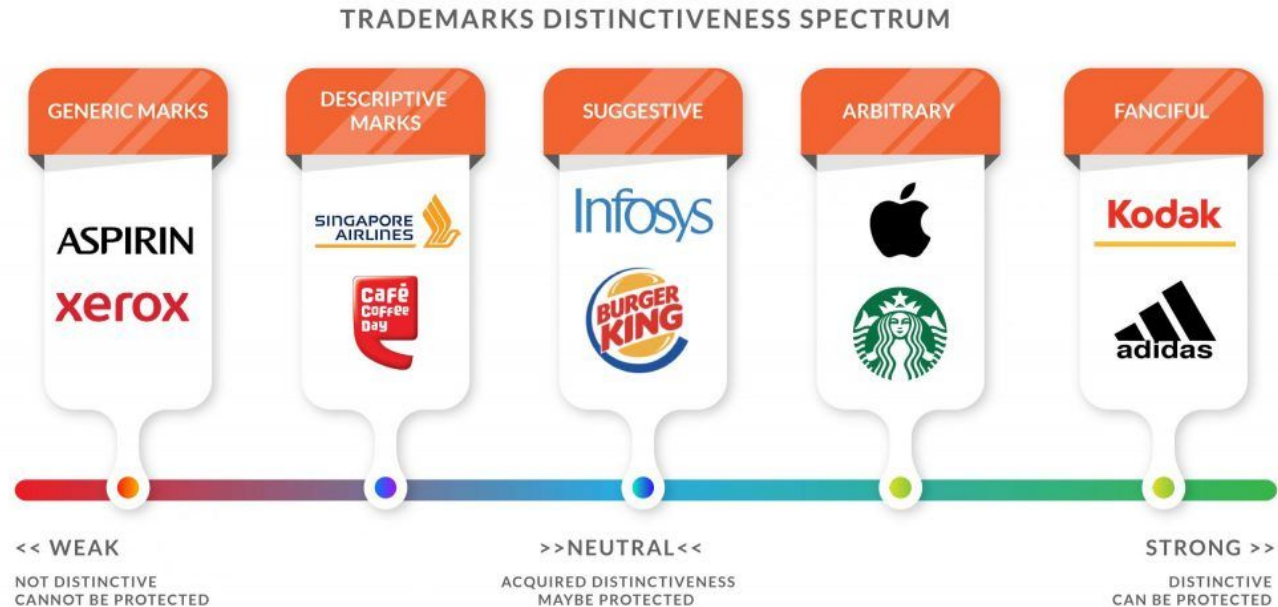 TRADEMARKS DISTINCTIVENESS SPECTRUM
GENERIC MARKS
ASPIRIN
xerox
DESCRIPTIVE
MARKS
SINGAPORE
AIRLINES
Café
Coffee
Day
SUGGESTIVE
Infosys
BURGER
KING
ARBITRARY
FANCIFUL
Kodak
adidas
<< WEAK
NOT DISTINCTIVE
CANNOT BE PROTECTED
>>NEUTRAL<<
ACQUIRED DISTINCTIVENESS
MAYBE PROTECTED
STRONG >>
DISTINCTIVE
CAN BE PROTECTED